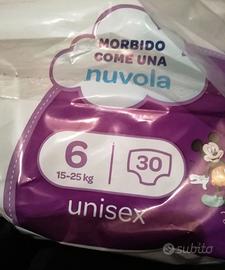 MORBIDO
COME UNA
nuvola
6
15-25 kg
30
unisex
subito